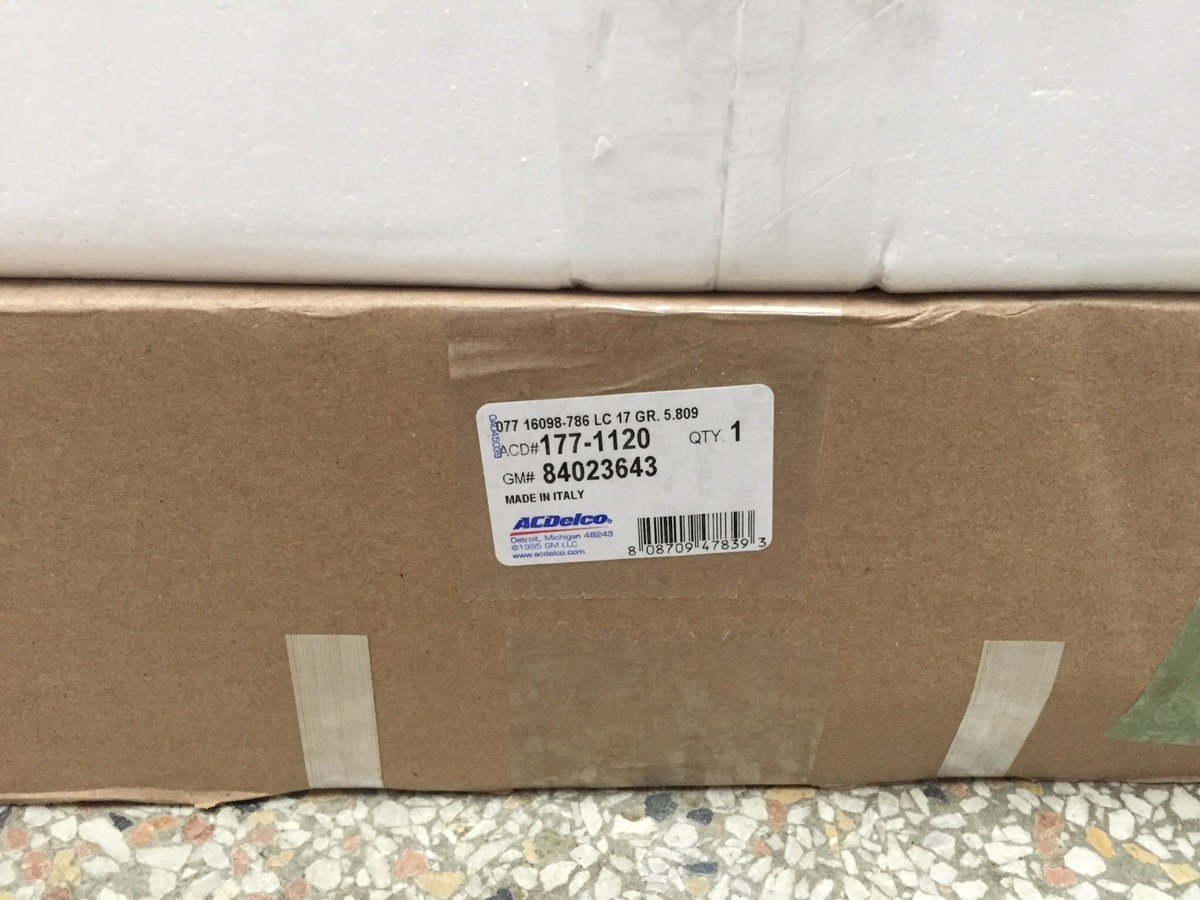 077 16098-786 LC 17 GR. 5.809
ACD# 177-1120 QTY. 1
GM# 84023643
MADE IN ITALY
ACDelco®
Detroit, Michigan 48243
©1995 GM LLC
www.acdelco.com
8 08709 47839 3